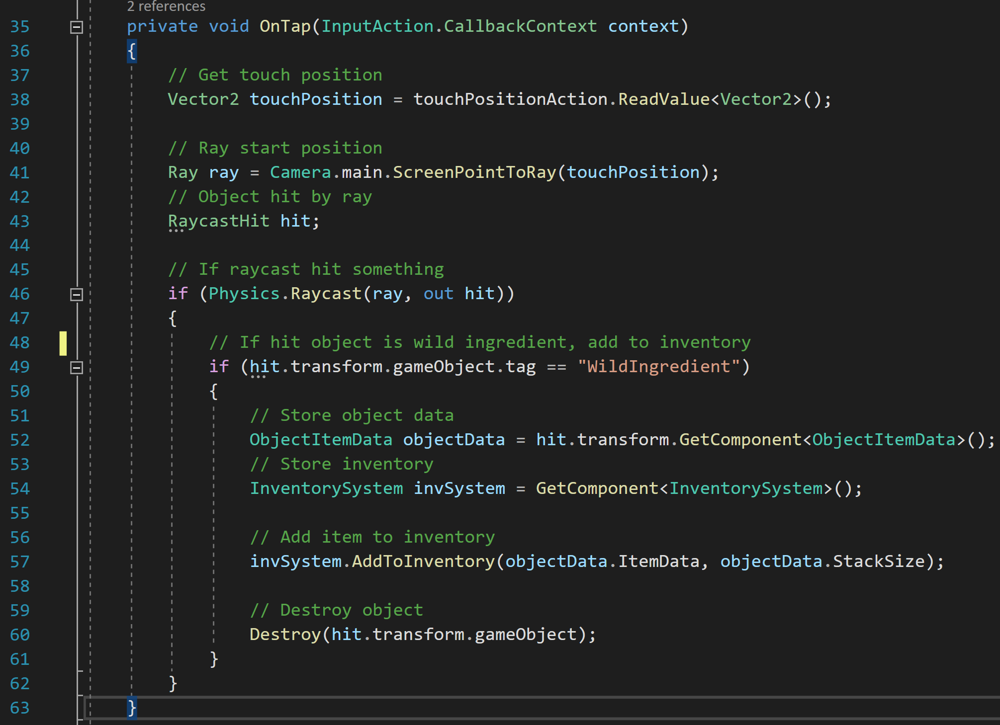 2 references
35 private void OnTap(InputAction.CallbackContext context)
36 {
37 // Get touch position
38 Vector2 touchPosition = touchPositionAction.ReadValue<Vector2>();
39
40 // Ray start position
41 Ray ray = Camera.main.ScreenPointToRay(touchPosition);
42 // Object hit by ray
43 RaycastHit hit;
44
45 // If raycast hit something
46 if (Physics.Raycast(ray, out hit))
47 {
48 // If hit object is wild ingredient, add to inventory
49 if (hit.transform.gameObject.tag == "WildIngredient")
50 {
51 // Store object data
52 ObjectItemData objectData = hit.transform.GetComponent<ObjectItemData>();
53 // Store inventory
54 InventorySystem invSystem = GetComponent<InventorySystem>();
55
56 // Add item to inventory
57 invSystem.AddToInventory(objectData.ItemData, objectData.StackSize);
58
59 // Destroy object
60 Destroy(hit.transform.gameObject);
61 }
62 }
63 }